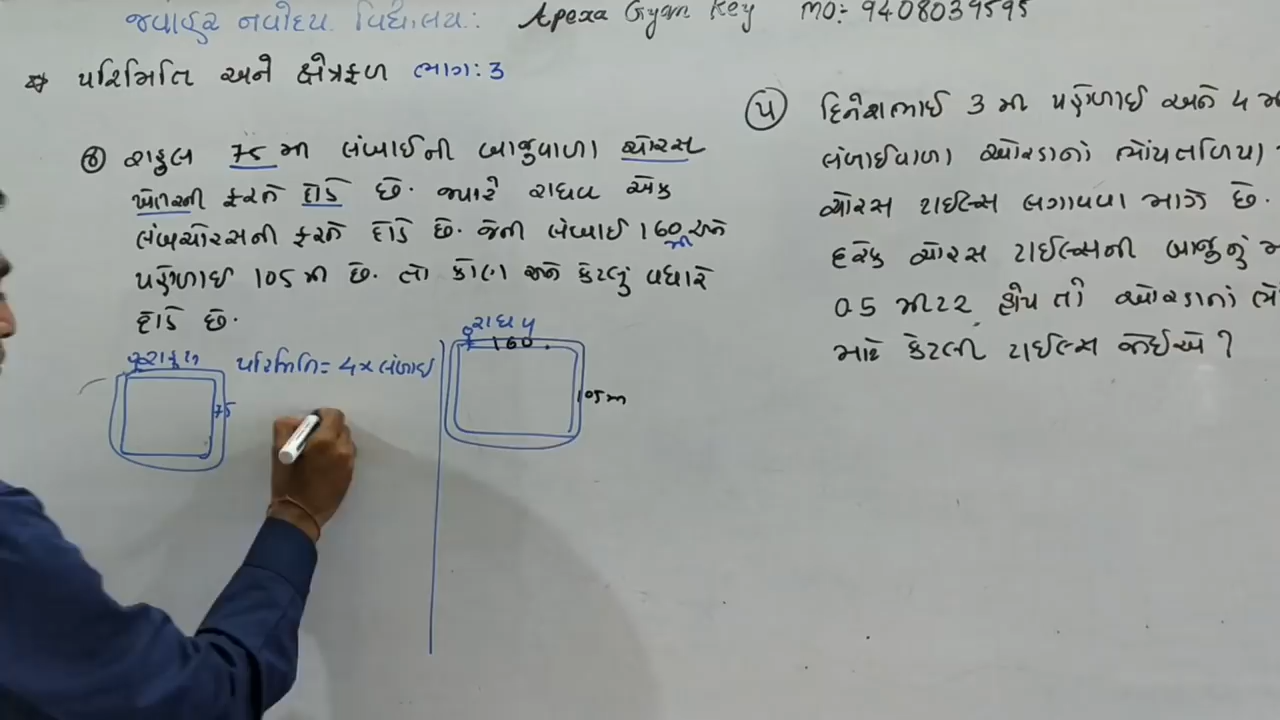 જવાહર નવોદય વિદ્યાલય: Apexa Gyan Key MO: 9408039595
* પરિમિતિ અને ક્ષેત્રફળ ભાગ: 3
૪ રાહુલ 75 મી લંબાઈની બાજુવાળા ચોરસ
ખેતરની ફરતે દોડે છે. જ્યારે રાઘવ એક
લંબચોરસની ફરતે દોડે છે. જેની લંબાઈ 160 મી અને
પહોળાઈ 105 મી છે. તો કોણ અને કેટલું વધારે
દોડે છે.
રાહુલ
75
પરિમિતિ = 4 x લંબાઈ
રાઘવ
160
105 મી
૫ દિનેશભાઈ 3 મી પહોળાઈ અને 4
લંબાઈવાળા ઓરડાનાં ભોંયતળિયા
ચોરસ ટાઈલ્સ લગાવવા માગે છે.
દરેક ચોરસ ટાઈલ્સની બાજુનું
0.5 મીટર હોય તો ઓરડાનાં
માટે કેટલી ટાઈલ્સ જોઈએ ?